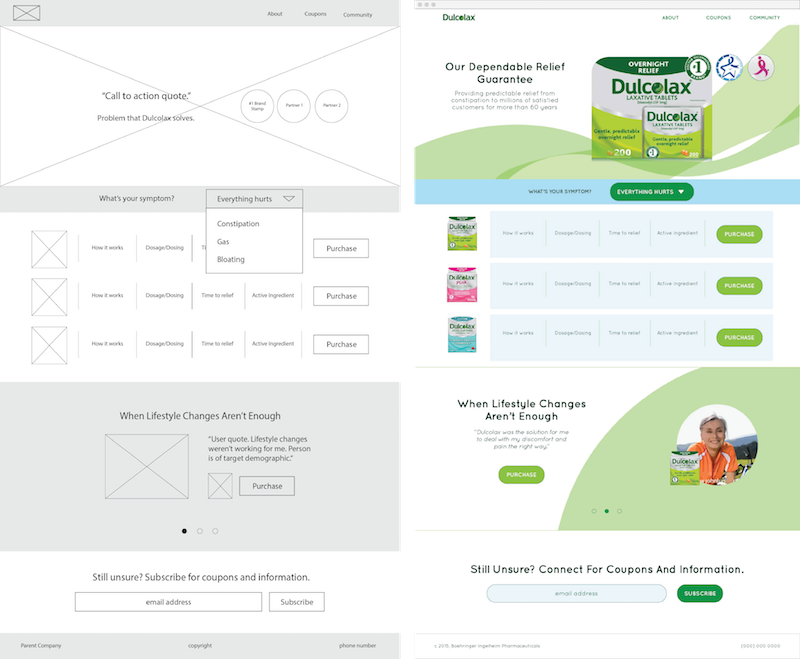 About Coupons Community
"Call to action quote."
Problem that Dulcolax solves.
#1 Brand
Stamp
Partner 1
Partner 2
What's your symptom?
Everything hurts
Constipation
Gas
Bloating
How it works Dosage/Dosing Purchase
How it works Dosage/Dosing Time to relief Active Ingredient Purchase
How it works Dosage/Dosing Time to relief Active Ingredient Purchase
When Lifestyle Changes Aren't Enough
"User quote. Lifestyle changes
weren't working for me. Person
is of target demographic."
Purchase
Still unsure? Subscribe for coupons and information.
email address
Subscribe
Parent Company copyright phone number
Dulcolax
ABOUT COUPONS COMMUNITY
Our Dependable Relief
Guarantee
Providing predictable relief from
constipation to millions of satisfied
customers for more than 60 years
OVERNIGHT
RELIEF
#1
Dulcolax
LAXATIVE TABLETS
Gentle, predictable
overnight relief
200
Dulcolax
LAXATIVE TABLETS
Gentle, predictable
overnight relief
200
WHAT'S YOUR SYMPTOM?
EVERYTHING HURTS
Dulcolax
How it works Dosage/Dosing Time to relief Active Ingredient PURCHASE
Dulcolax
Pink
How it works Dosage/Dosing Time to relief Active Ingredient PURCHASE
Dulcolax
How it works Dosage/Dosing Time to relief Active Ingredient PURCHASE
When Lifestyle Changes
Aren't Enough
"Dulcolax was the solution for me
to deal with my discomfort and
pain the right way."
PURCHASE
Dulcolax
Still Unsure? Connect For Coupons And Information.
email address
SUBSCRIBE
© 2015. Boehringer Ingelheim Pharmaceuticals
(000) 000 0000